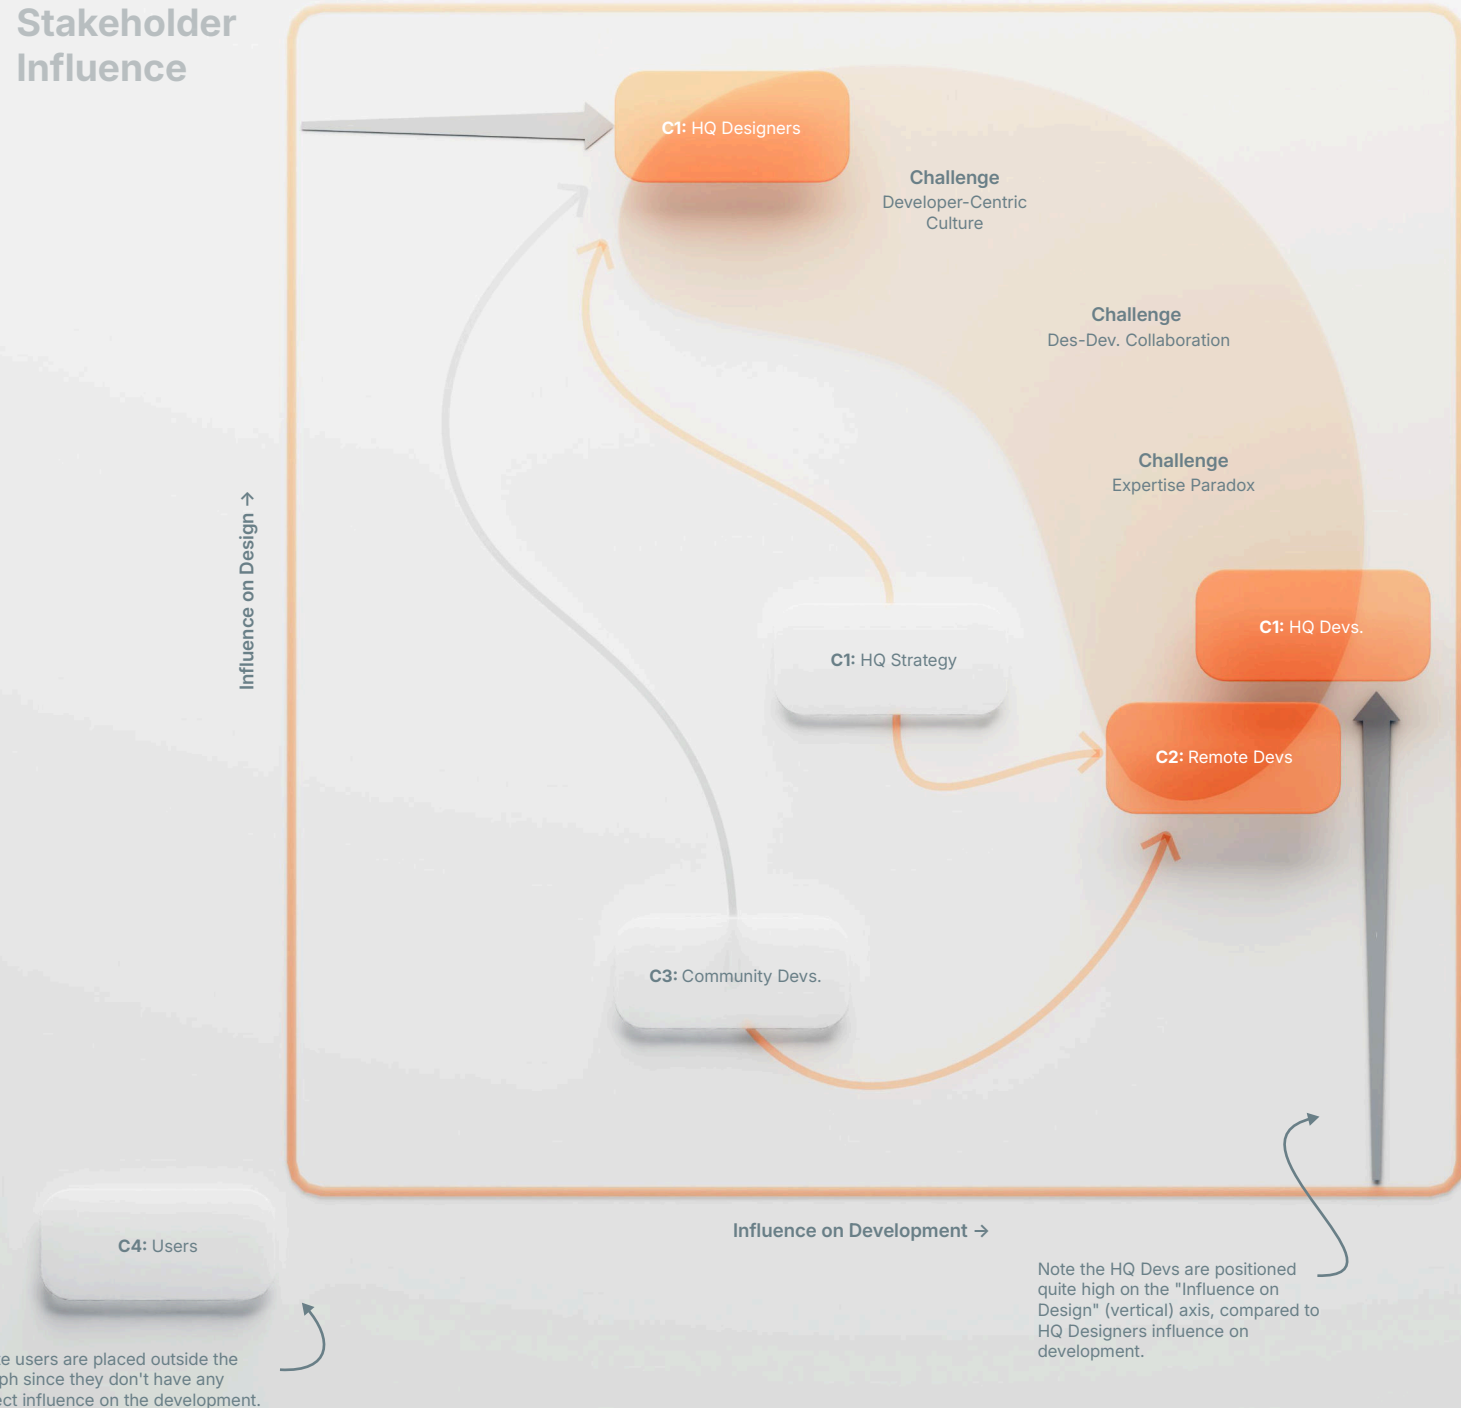 Stakeholder
Influence
C1: HQ Designers
Challenge
Developer-Centric
Culture
Challenge
Des-Dev. Collaboration
Challenge
Expertise Paradox
Influence on Design →
C1: HQ Devs.
C1: HQ Strategy
C2: Remote Devs
C3: Community Devs.
C4: Users
Influence on Development →
Note the HQ Devs are positioned
quite high on the "Influence on
Design" (vertical) axis, compared to
HQ Designers influence on
development.
users are placed outside the
since they don't have any
influence on the development.